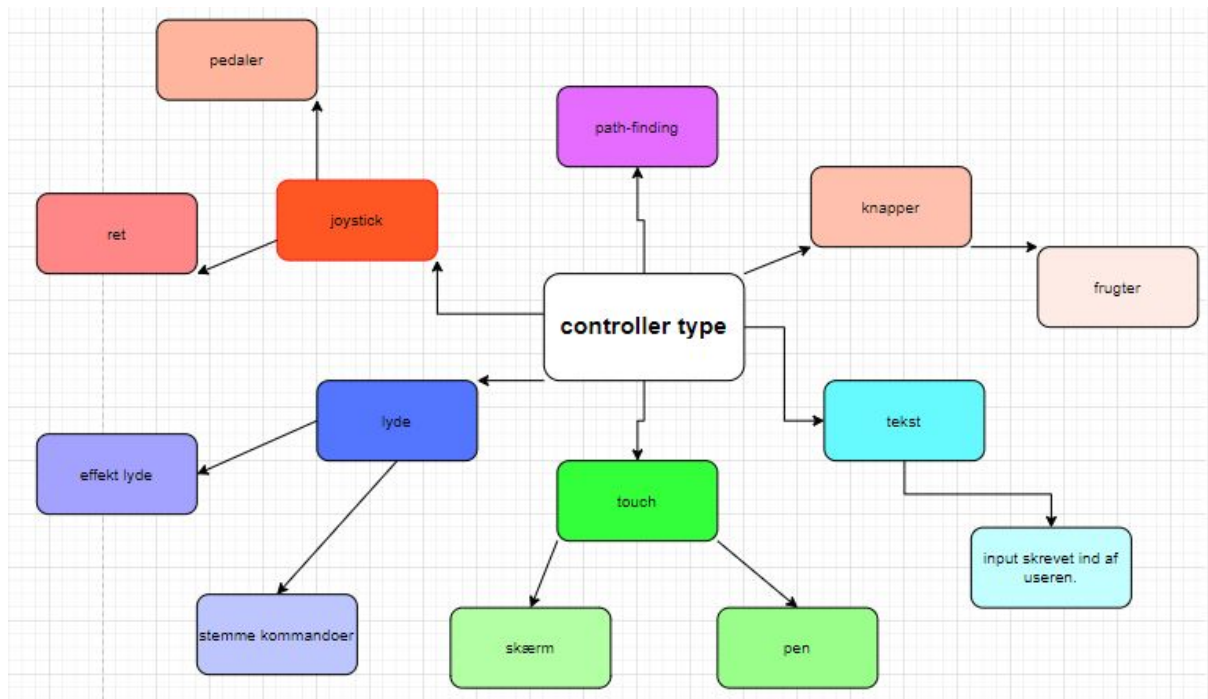 pedaler
path-finding
knapper
joystick
ret
frugter
controller type
lyde
tekst
effekt lyde
touch
input skrevet ind af
useren.
stemme kommandoer
skærm
pen